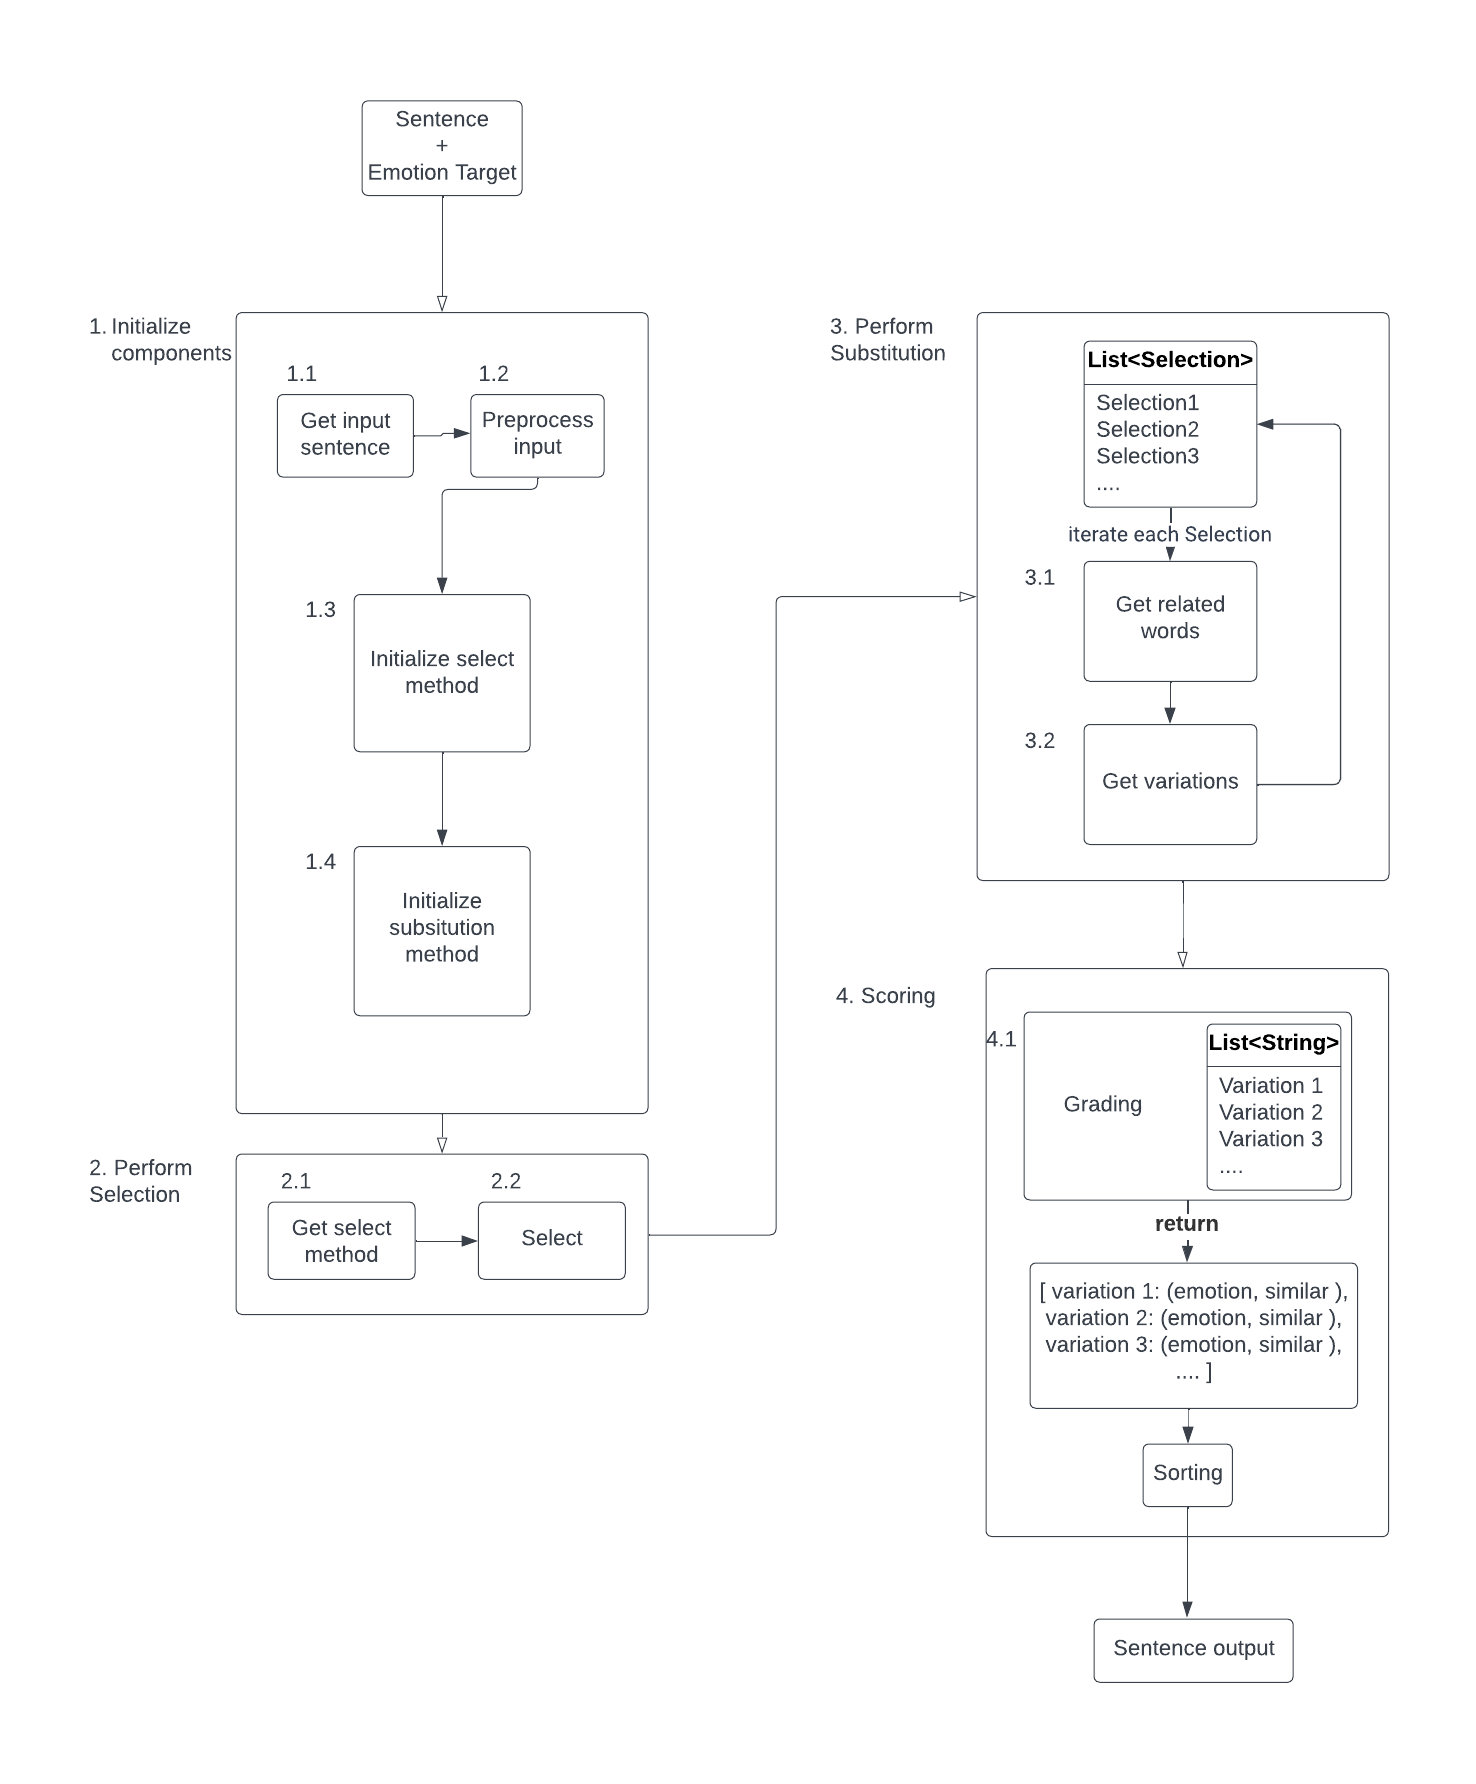 Sentence
+
Emotion Target
1. Initialize
components
1.1
Get input
sentence
1.2
Preprocess
input
1.3
Initialize select
method
1.4
Initialize
subsitution
method
2. Perform
Selection
2.1
Get select
method
2.2
Select
3. Perform
Substitution
List<Selection>
Selection1
Selection2
Selection3
....
iterate each Selection
3.1
Get related
words
3.2
Get variations
4. Scoring
4.1
Grading
List<String>
Variation 1
Variation 2
Variation 3
....
return
[ variation 1: (emotion, similar ),
variation 2: (emotion, similar ),
variation 3: (emotion, similar ),
.... ]
Sorting
Sentence output